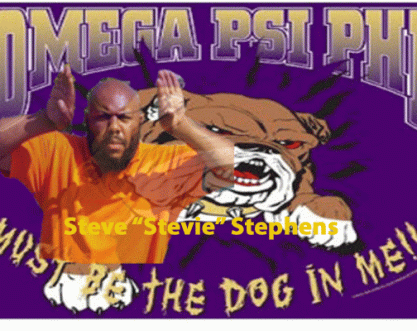 OMEGA PSI PHI
Steve “Stevie” Stephens
MUST BE THE DOG IN ME!!